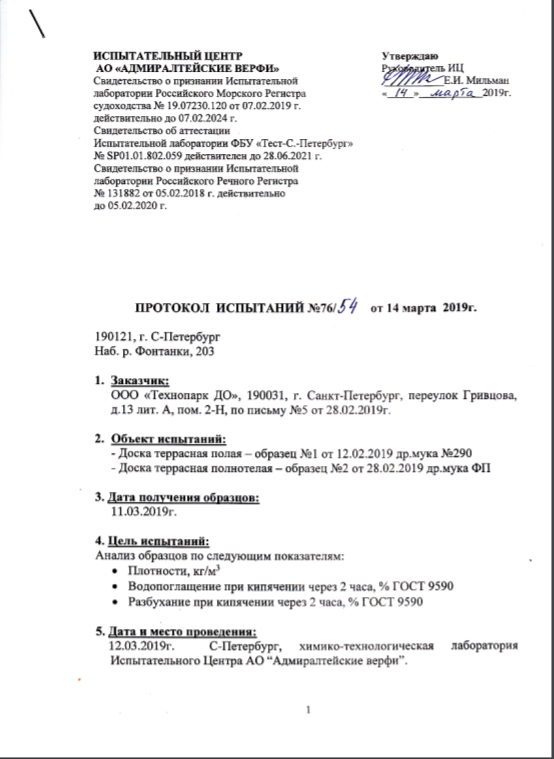 ИСПЫТАТЕЛЬНЫЙ ЦЕНТР
АО «АДМИРАЛТЕЙСКИЕ ВЕРФИ»
Свидетельство о признании Испытательной
лаборатории Российского Морского Регистра
судоходства № 19.07230.120 от 07.02.2019 г.
действительно до 07.02.2024 г.
Свидетельство об аттестации
Испытательной лаборатории ФБУ «Тест-С.-Петербург»
№ SP01.01.802.059 действителен до 28.06.2021 г.
Свидетельство о признании Испытательной
лаборатории Российского Речного Регистра
№ 131882 от 05.02.2018 г. действительно
до 05.02.2020 г.
Утверждаю
Руководитель ИЦ
Е.И. Мильман
« 14 » марта 2019г.
ПРОТОКОЛ ИСПЫТАНИЙ №76/54 от 14 марта 2019г.
190121, г. С-Петербург
Наб. р. Фонтанки, 203
1. Заказчик:
ООО «Технопарк ДО», 190031, г. Санкт-Петербург, переулок Гривцова,
д.13 лит. А, пом. 2-Н, по письму №5 от 28.02.2019г.
2. Объект испытаний:
- Доска террасная полая – образец №1 от 12.02.2019 др.мука №290
- Доска террасная полнотелая – образец №2 от 28.02.2019 др.мука ФП
3. Дата получения образцов:
11.03.2019г.
4. Цель испытаний:
Анализ образцов по следующим показателям:
• Плотности, кг/м³
• Водопоглащение при кипячении через 2 часа, % ГОСТ 9590
• Разбухание при кипячении через 2 часа, % ГОСТ 9590
5. Дата и место проведения:
12.03.2019г. С-Петербург, химико-технологическая лаборатория
Испытательного Центра АО “Адмиралтейские верфи”.
1